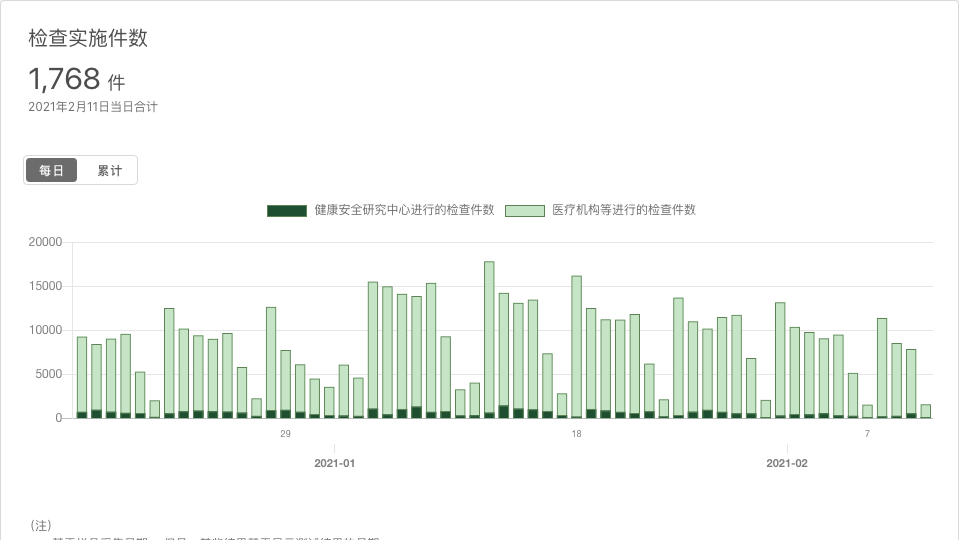 检查实施件数
1,768 件
2021年2月11日当日合计
每日 累计
健康安全研究中心进行的检查件数 医疗机构等进行的检查件数
20000
15000
10000
5000
0
29 18 7
2021-01 2021-02
(注)